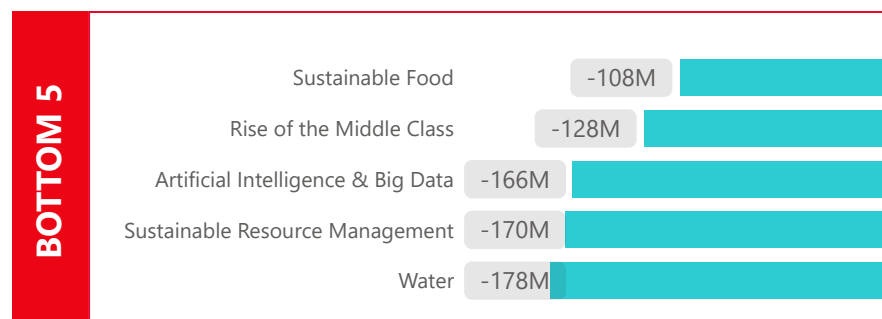 BOTTOM 5
Sustainable Food -108M
Rise of the Middle Class -128M
Artificial Intelligence & Big Data -166M
Sustainable Resource Management -170M
Water -178M